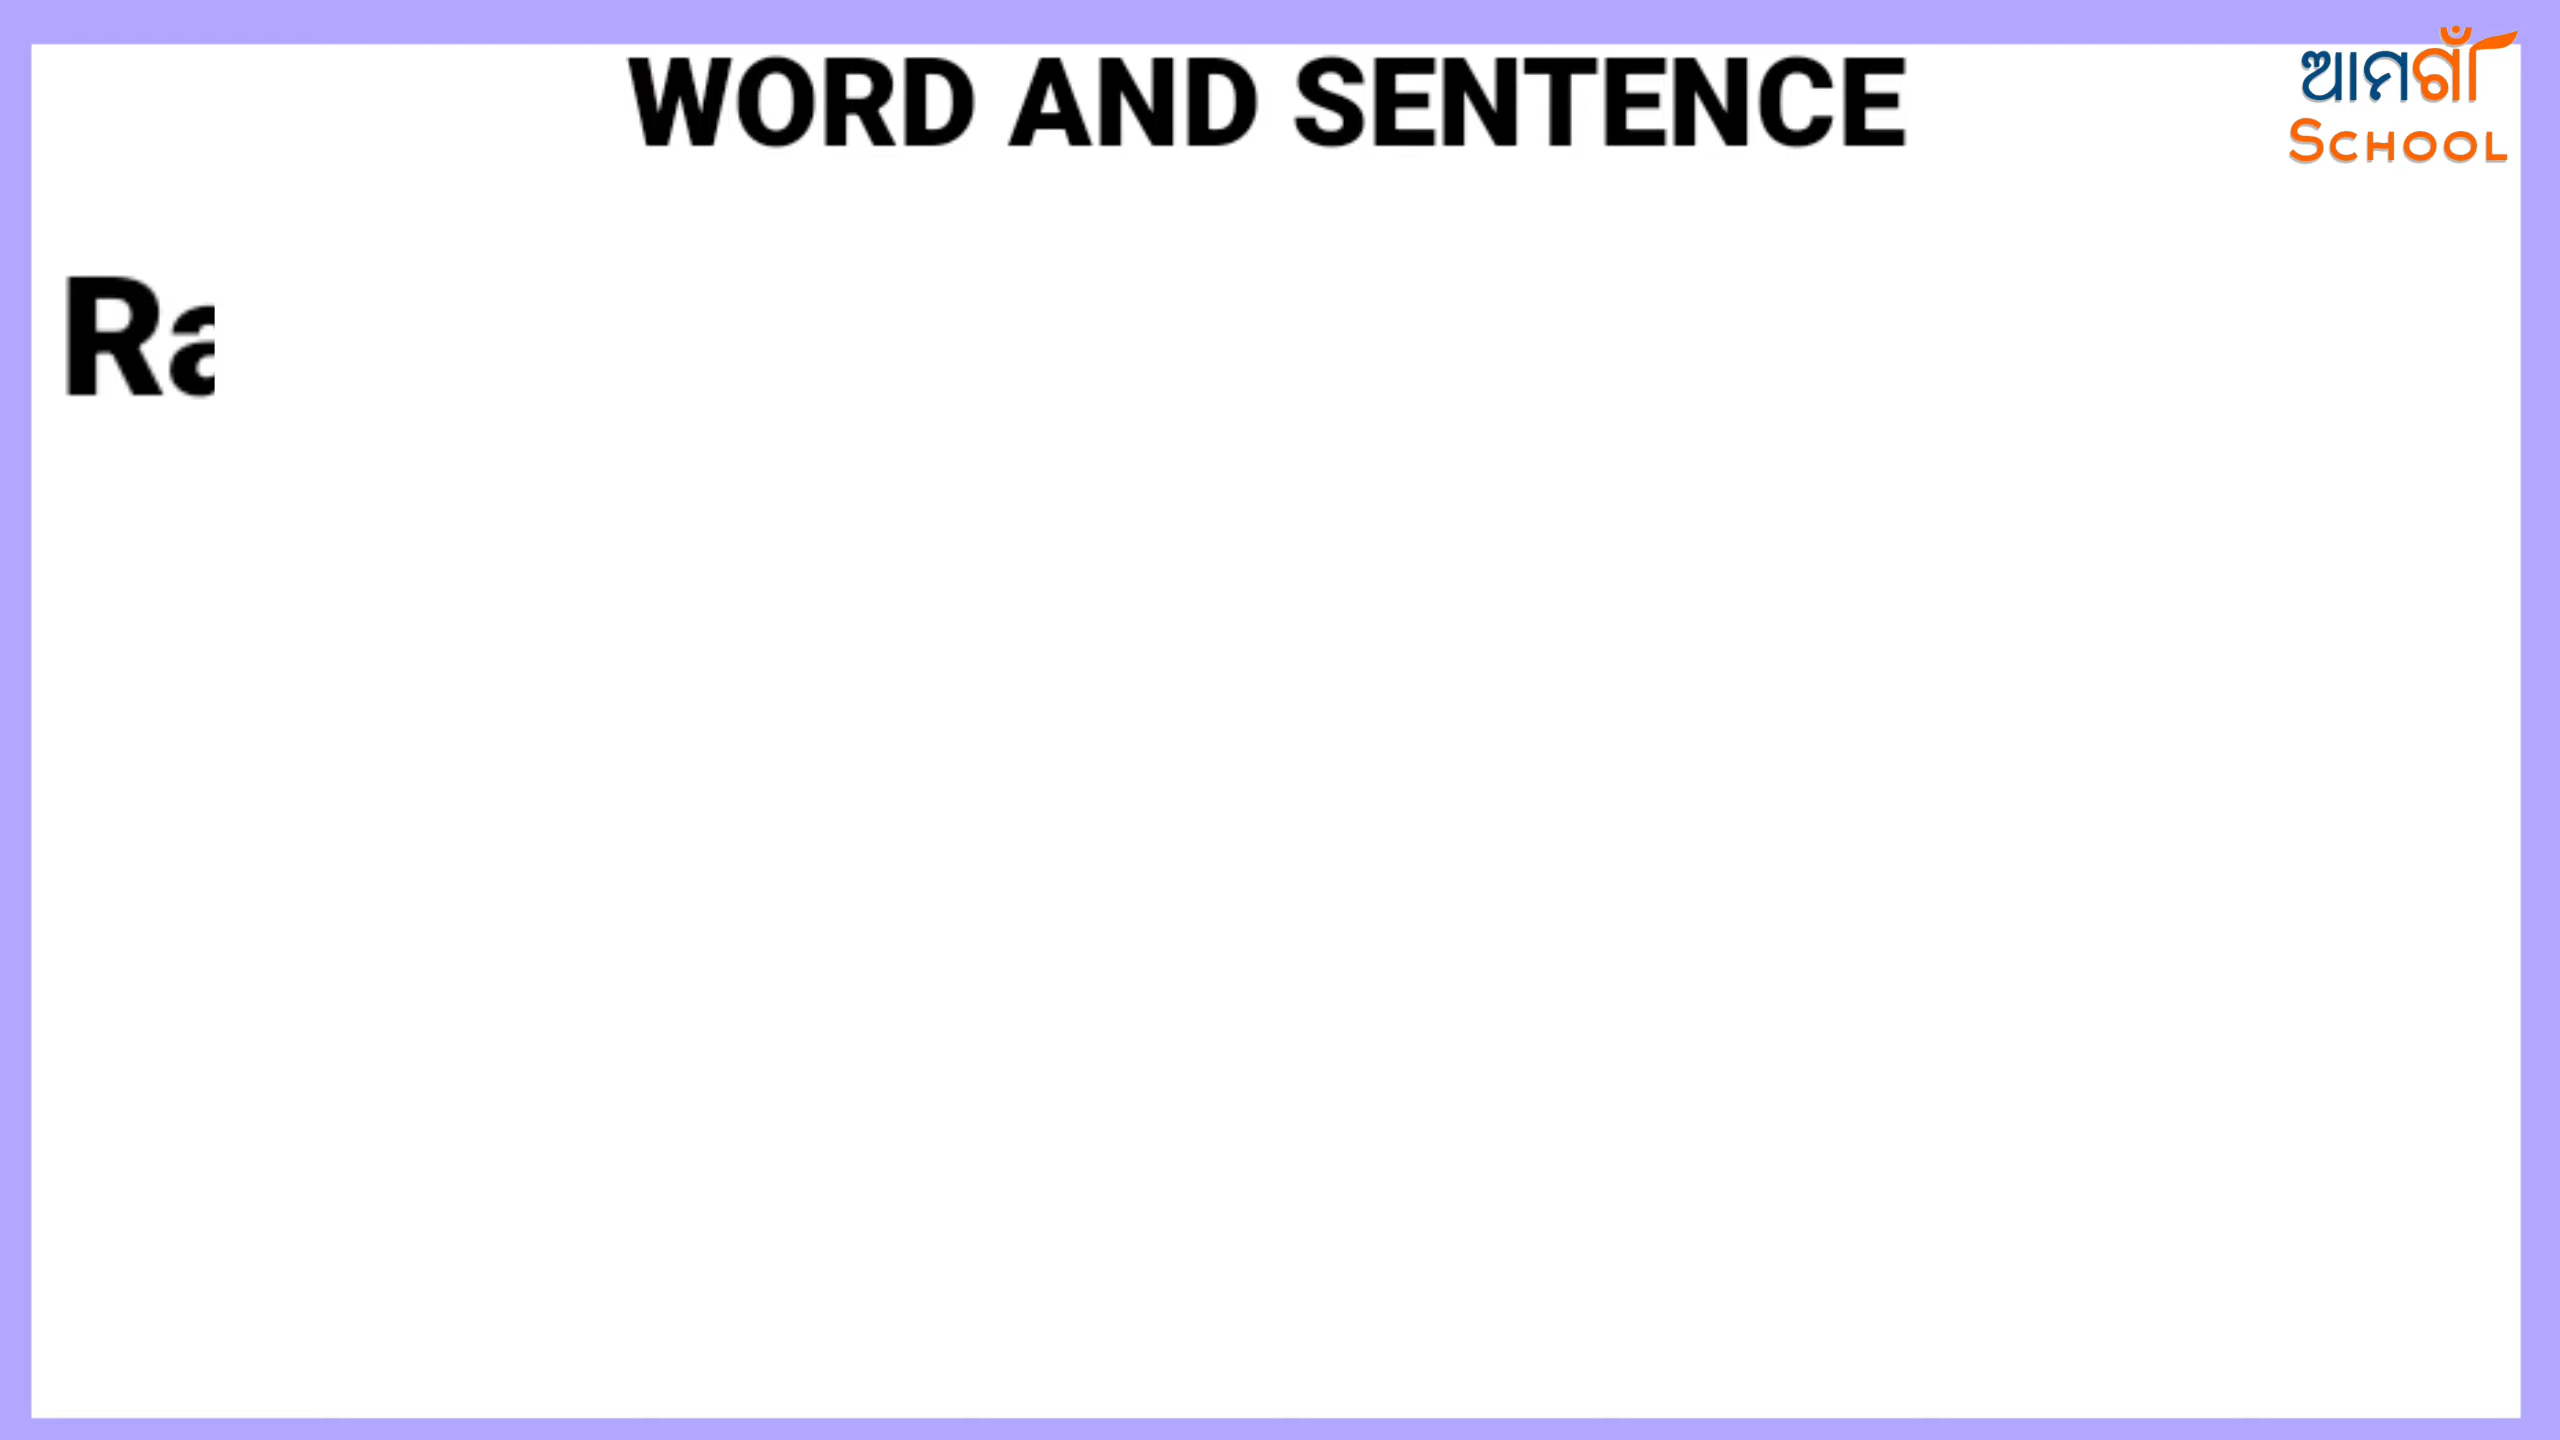 WORD AND SENTENCE
ଆମଗାଁ
SCHOOL